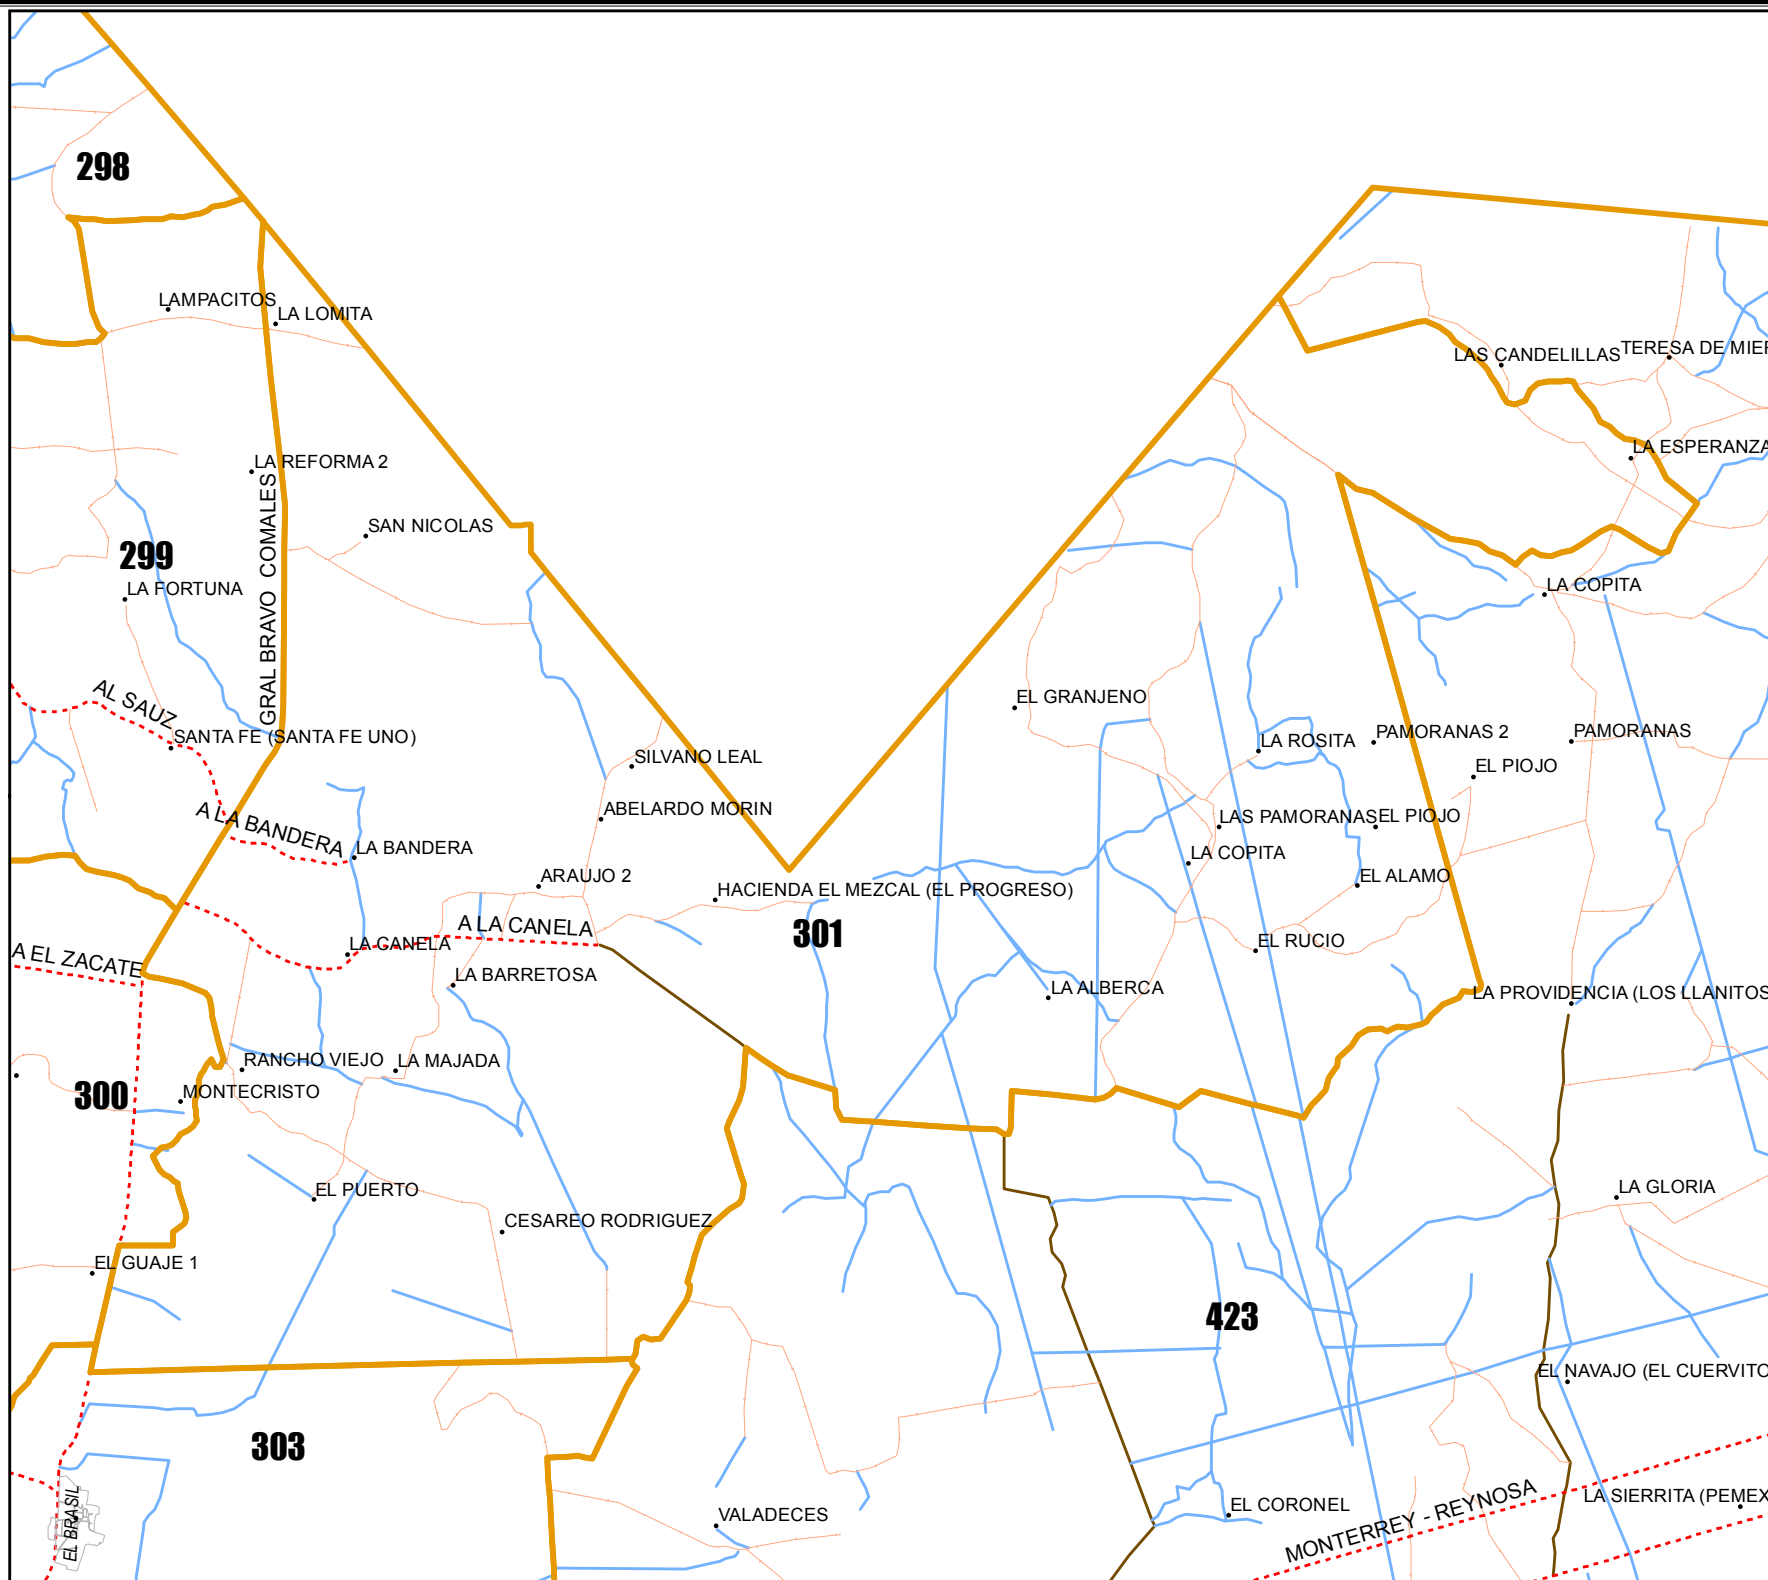 298
LAMPACITOS
LA LOMITA
LAS CANDELILLAS
TERESA DE MIER
LA ESPERANZA
LA REFORMA 2
GRAL BRAVO COMALES
SAN NICOLAS
299
LA FORTUNA
LA COPITA
AL SAUZ
SANTA FE (SANTA FE UNO)
EL GRANJENO
LA ROSITA
PAMORANAS 2
PAMORANAS
SILVANO LEAL
EL PIOJO
A LA BANDERA
ABELARDO MORIN
LAS PAMORANAS
EL PIOJO
LA BANDERA
LA COPITA
ARAUJO 2
HACIENDA EL MEZCAL (EL PROGRESO)
EL ALAMO
A LA CANELA
301
LA CANELA
EL RUCIO
A EL ZACATE
LA BARRETOSA
LA ALBERCA
LA PROVIDENCIA (LOS LLANITOS
RANCHO VIEJO
LA MAJADA
300
MONTECRISTO
EL PUERTO
LA GLORIA
CESAREO RODRIGUEZ
EL GUAJE 1
423
EL NAVAJO (EL CUERVITO
303
EL BRASIL
VALADECES
EL CORONEL
MONTERREY - REYNOSA
LA SIERRITA (PEMEX